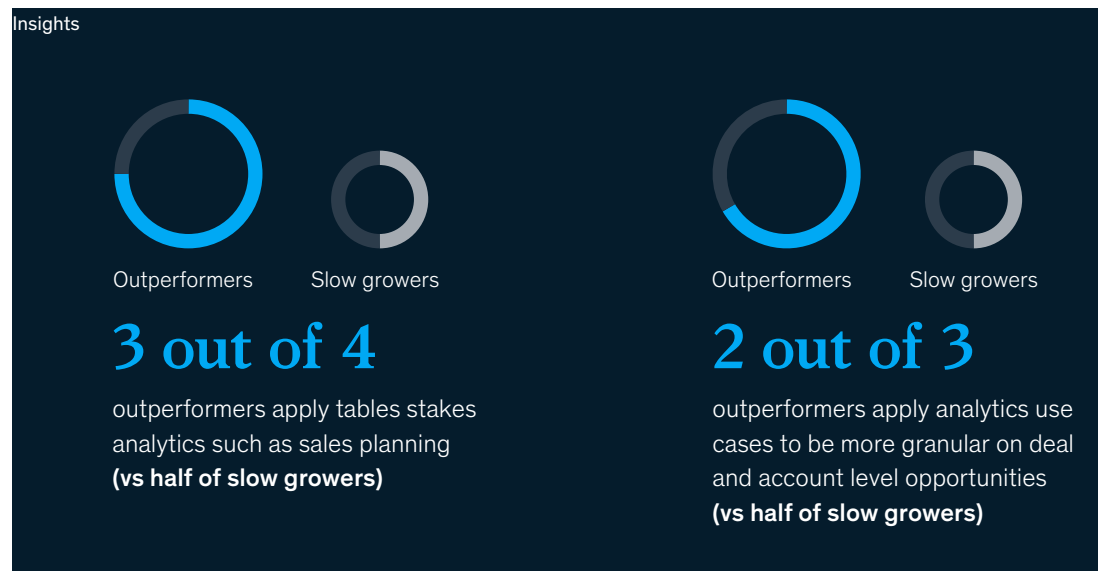 Insights
Outperformers
Slow growers
3 out of 4
outperformers apply tables stakes
analytics such as sales planning
(vs half of slow growers)
Outperformers
Slow growers
2 out of 3
outperformers apply analytics use
cases to be more granular on deal
and account level opportunities
(vs half of slow growers)